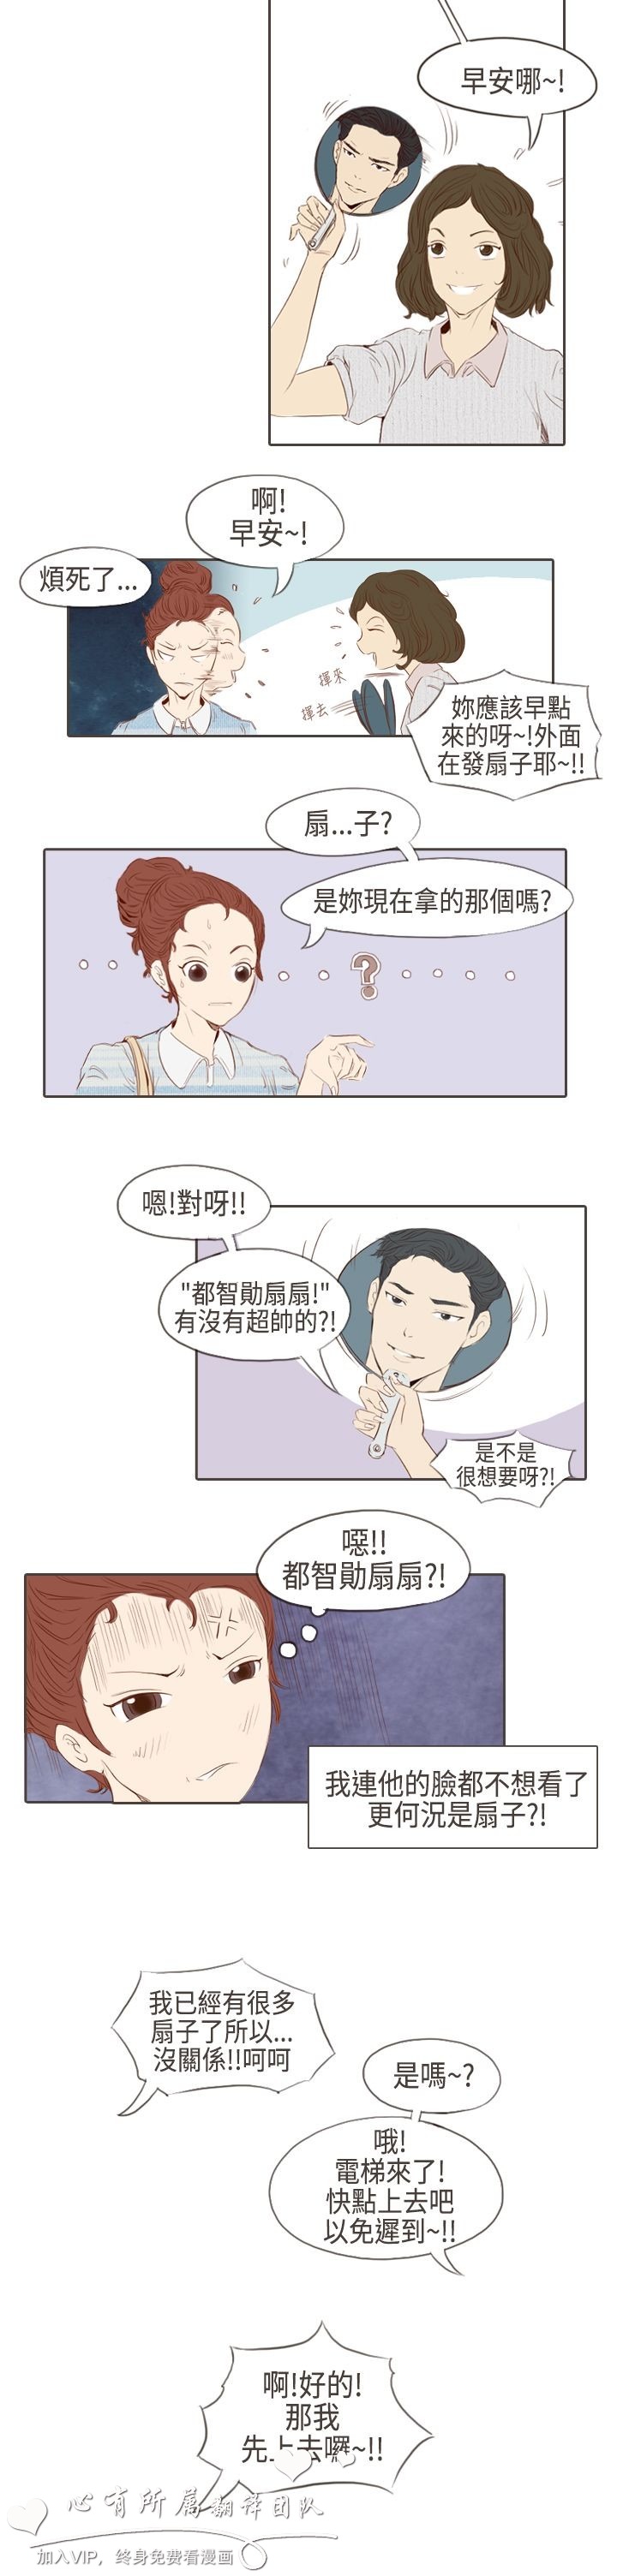 早安哪~!
啊!
早安~!
煩死了...
揮來
揮去
妳應該早點
來的呀~!外面
在發扇子耶~!!
扇...子?
是妳現在拿的那個嗎?
?
嗯!對呀!!
"都智勛扇扇!"
有沒有超帥的?!
是不是
很想要呀?!
噁!!
都智勛扇扇?!
我連他的臉都不想看了
更何況是扇子?!
我已經有很多
扇子了所以...
沒關係!!呵呵
是嗎~?
哦!
電梯來了!
快點上去吧
以免遲到~!!
啊!好的!
那我
先上去囉~!!
心有所属翻译团队
加入VIP，终身免费看漫画